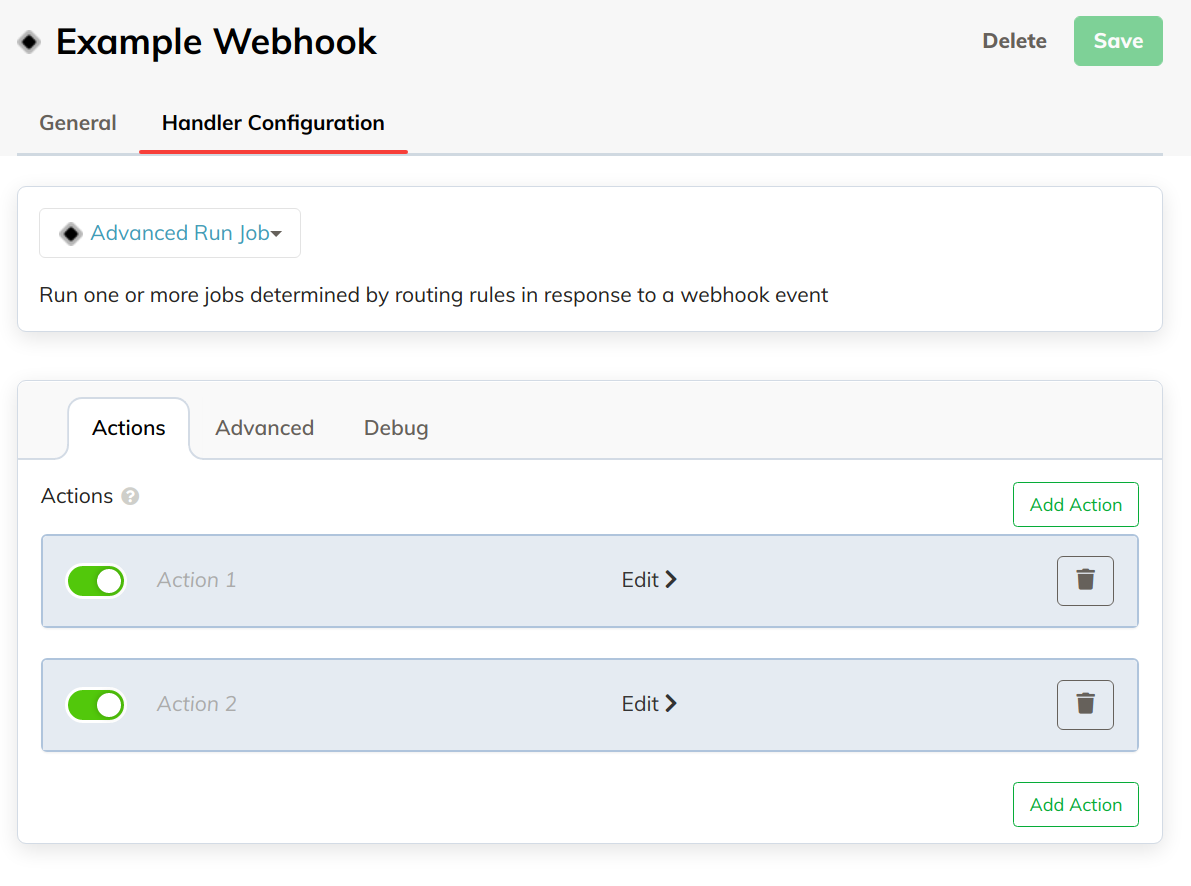 Example Webhook
Delete
Save
General
Handler Configuration
Advanced Run Job
Run one or more jobs determined by routing rules in response to a webhook event
Actions
Advanced
Debug
Actions ?
Add Action
Action 1
Edit
Action 2
Edit
Add Action